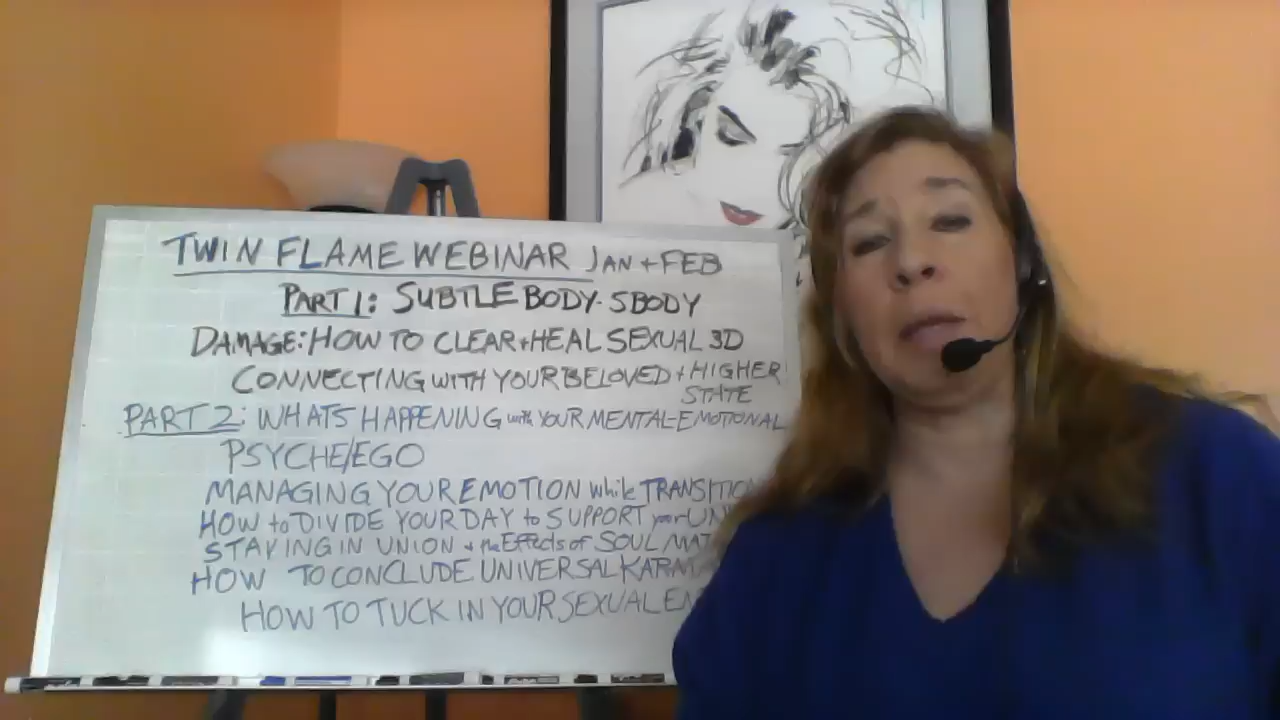 TWIN FLAME WEBINAR JAN + FEB
PART 1: SUBTLE BODY- 5BODY
DAMAGE: HOW TO CLEAR + HEAL SEXUAL 3D
CONNECTING WITH YOUR BELOVED + HIGHER
STATE
PART 2: WHATS HAPPENING with YOUR MENTAL-EMOTIONAL
PSYCHE/EGO
MANAGING YOUR EMOTION while
HOW to DIVIDE YOUR DAY to SUPPORT your
STAYING IN UNION + the Effects of SOUL
HOW TO CONCLUDE UNIVERSAL KARMA
HOW TO TUCK IN YOUR SEXUAL